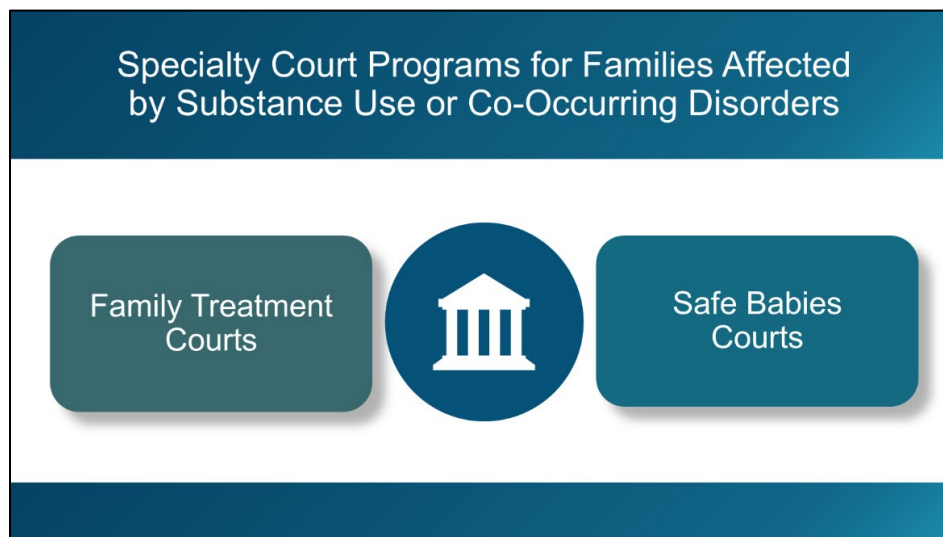 Specialty Court Programs for Families Affected
by Substance Use or Co-Occurring Disorders
Family Treatment
Courts
Safe Babies
Courts